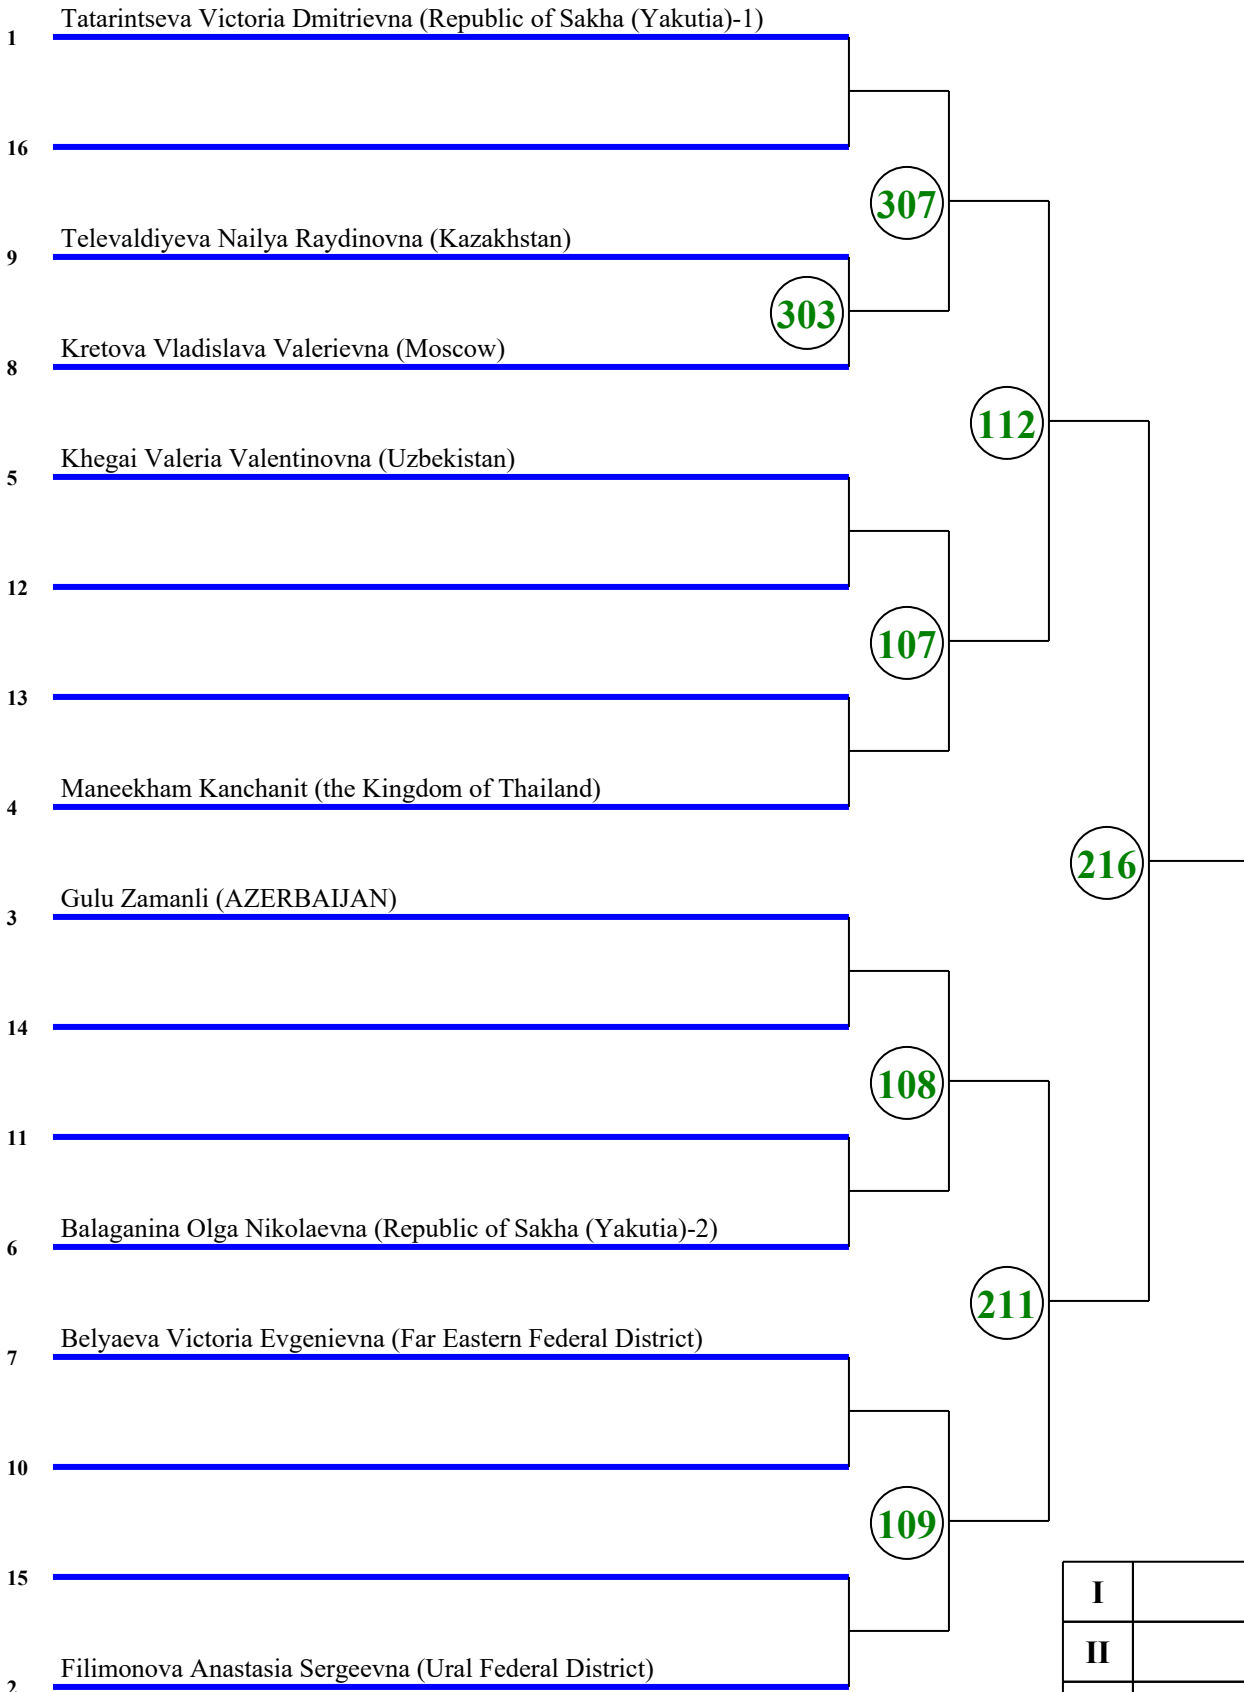 Tatarintseva Victoria Dmitrievna (Republic of Sakha (Yakutia)-1)
1
16
307
Televaldiyeva Nailya Raydinovna (Kazakhstan)
9
303
Kretova Vladislava Valerievna (Moscow)
8
112
Khegai Valeria Valentinovna (Uzbekistan)
5
12
107
13
Maneekham Kanchanit (the Kingdom of Thailand)
4
216
Gulu Zamanli (AZERBAIJAN)
3
14
108
11
Balaganina Olga Nikolaevna (Republic of Sakha (Yakutia)-2)
6
211
Belyaeva Victoria Evgenievna (Far Eastern Federal District)
7
10
109
15
I
II
Filimonova Anastasia Sergeevna (Ural Federal District)
2